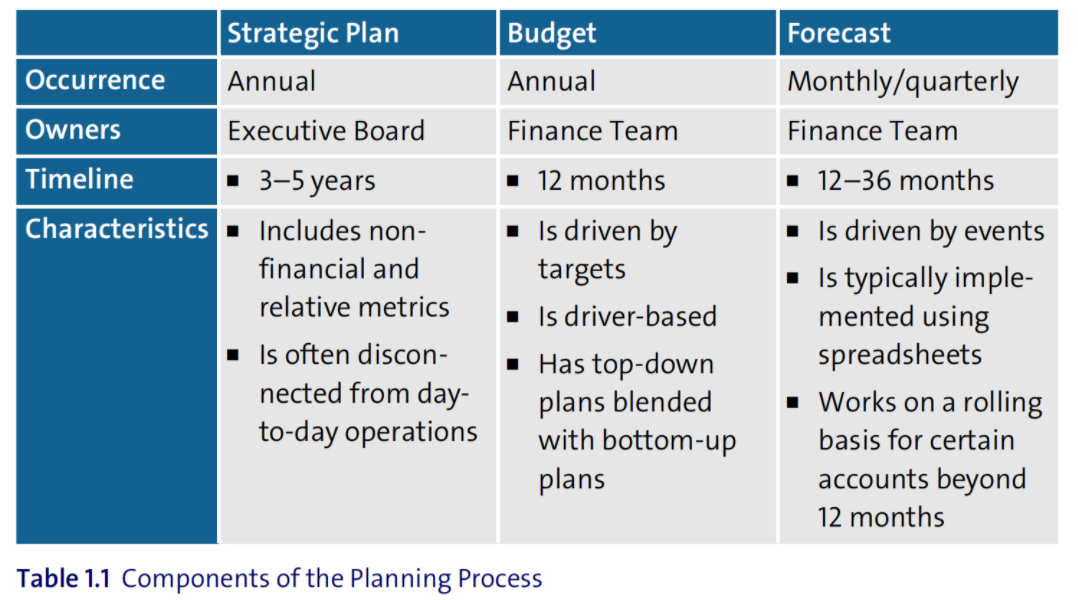 Strategic Plan Budget Forecast
Occurrence Annual Annual Monthly/quarterly
Owners Executive Board Finance Team Finance Team
Timeline ■ 3–5 years ■ 12 months ■ 12–36 months
Characteristics
■ Includes non-
financial and
relative metrics
■ Is often discon-
nected from day-
to-day operations
■ Is driven by
targets
■ Is driver-based
■ Has top-down
plans blended
with bottom-up
plans
■ Is driven by events
■ Is typically imple-
mented using
spreadsheets
■ Works on a rolling
basis for certain
accounts beyond
12 months
Table 1.1 Components of the Planning Process